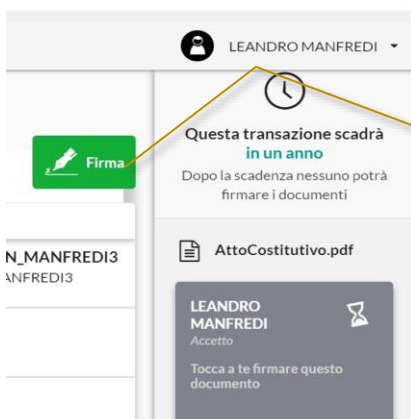 LEANDRO MANFREDI
Firma
Questa transazione scadrà
in un anno
Dopo la scadenza nessuno potrà
firmare i documenti
N_MANFREDI3
ANFREDI3
AttoCostitutivo.pdf
LEANDRO
MANFREDI
Accetto
Tocca a te firmare questo
documento